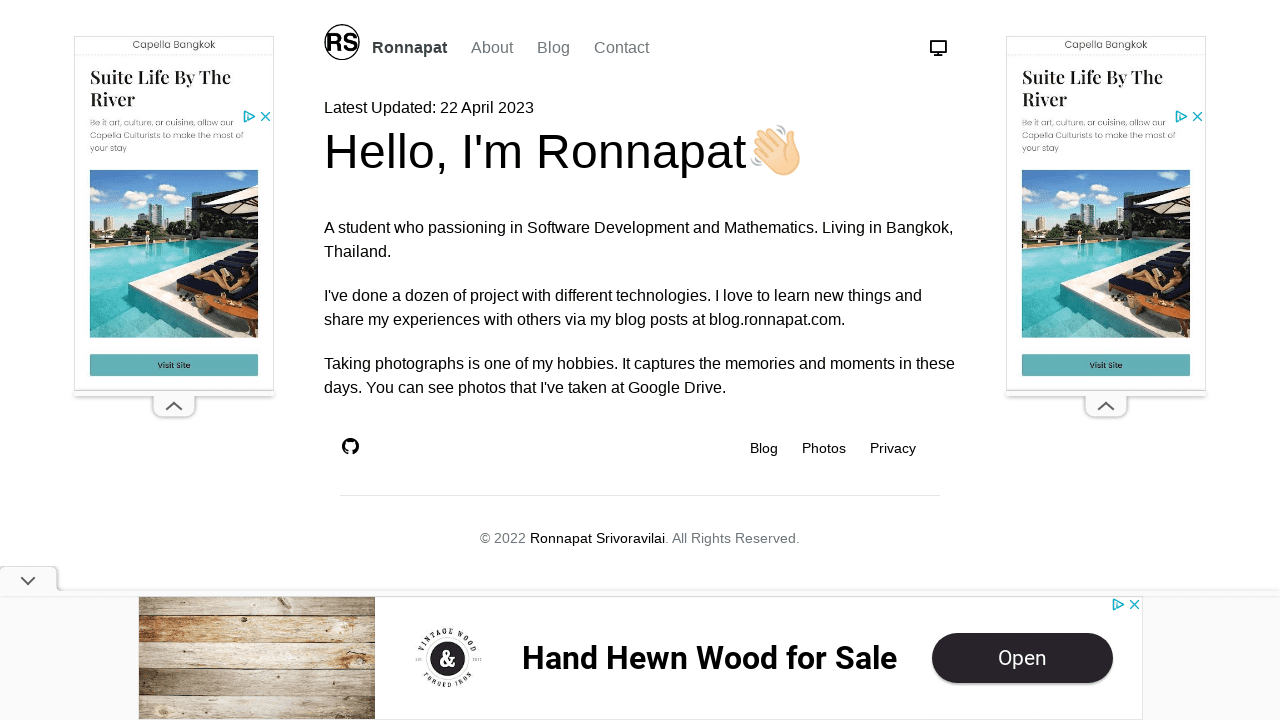 RS
Ronnapat About Blog Contact
Latest Updated: 22 April 2023
Hello, I'm Ronnapat👋🏻
A student who passioning in Software Development and Mathematics. Living in Bangkok,
Thailand.
I've done a dozen of project with different technologies. I love to learn new things and
share my experiences with others via my blog posts at blog.ronnapat.com.
Taking photographs is one of my hobbies. It captures the memories and moments in these
days. You can see photos that I've taken at Google Drive.
Blog Photos Privacy
© 2022 Ronnapat Srivoravilai. All Rights Reserved.
Capella Bangkok
Suite Life By The
River
Be it art, culture, or cuisine, allow our
Capella Culturists to make the most of
your stay
Visit Site
Capella Bangkok
Suite Life By The
River
Be it art, culture, or cuisine, allow our
Capella Culturists to make the most of
your stay
Visit Site
VINTAGE WOOD
&
FORGED IRON
Hand Hewn Wood for Sale
Open